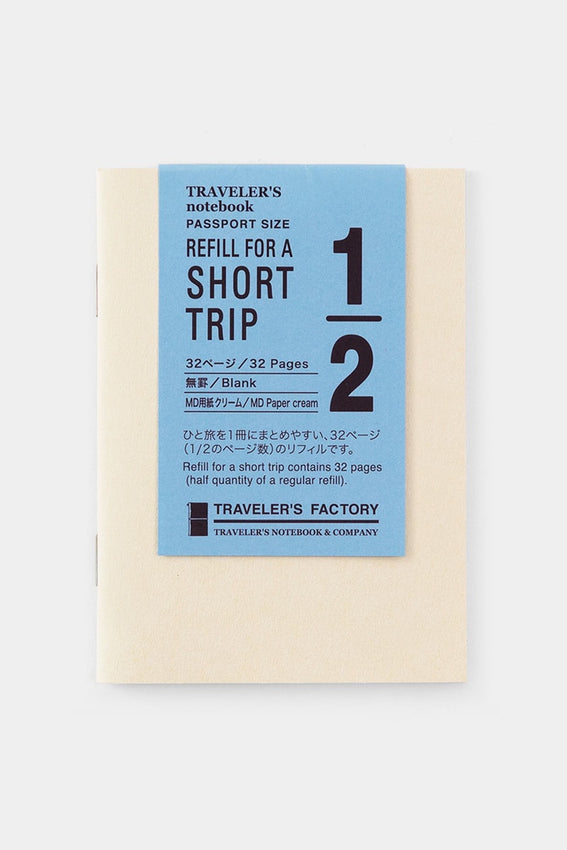 TRAVELER'S
notebook
PASSPORT SIZE
REFILL FOR A
SHORT
TRIP
1
2
32ページ／32 Pages
無罫／Blank
MD用紙クリーム／MD Paper cream
ひと旅を1冊にまとめやすい、32ページ
（1/2のページ数）のリフィルです。
Refill for a short trip contains 32 pages
(half quantity of a regular refill).
TRAVELER'S FACTORY
TRAVELER'S NOTEBOOK & COMPANY